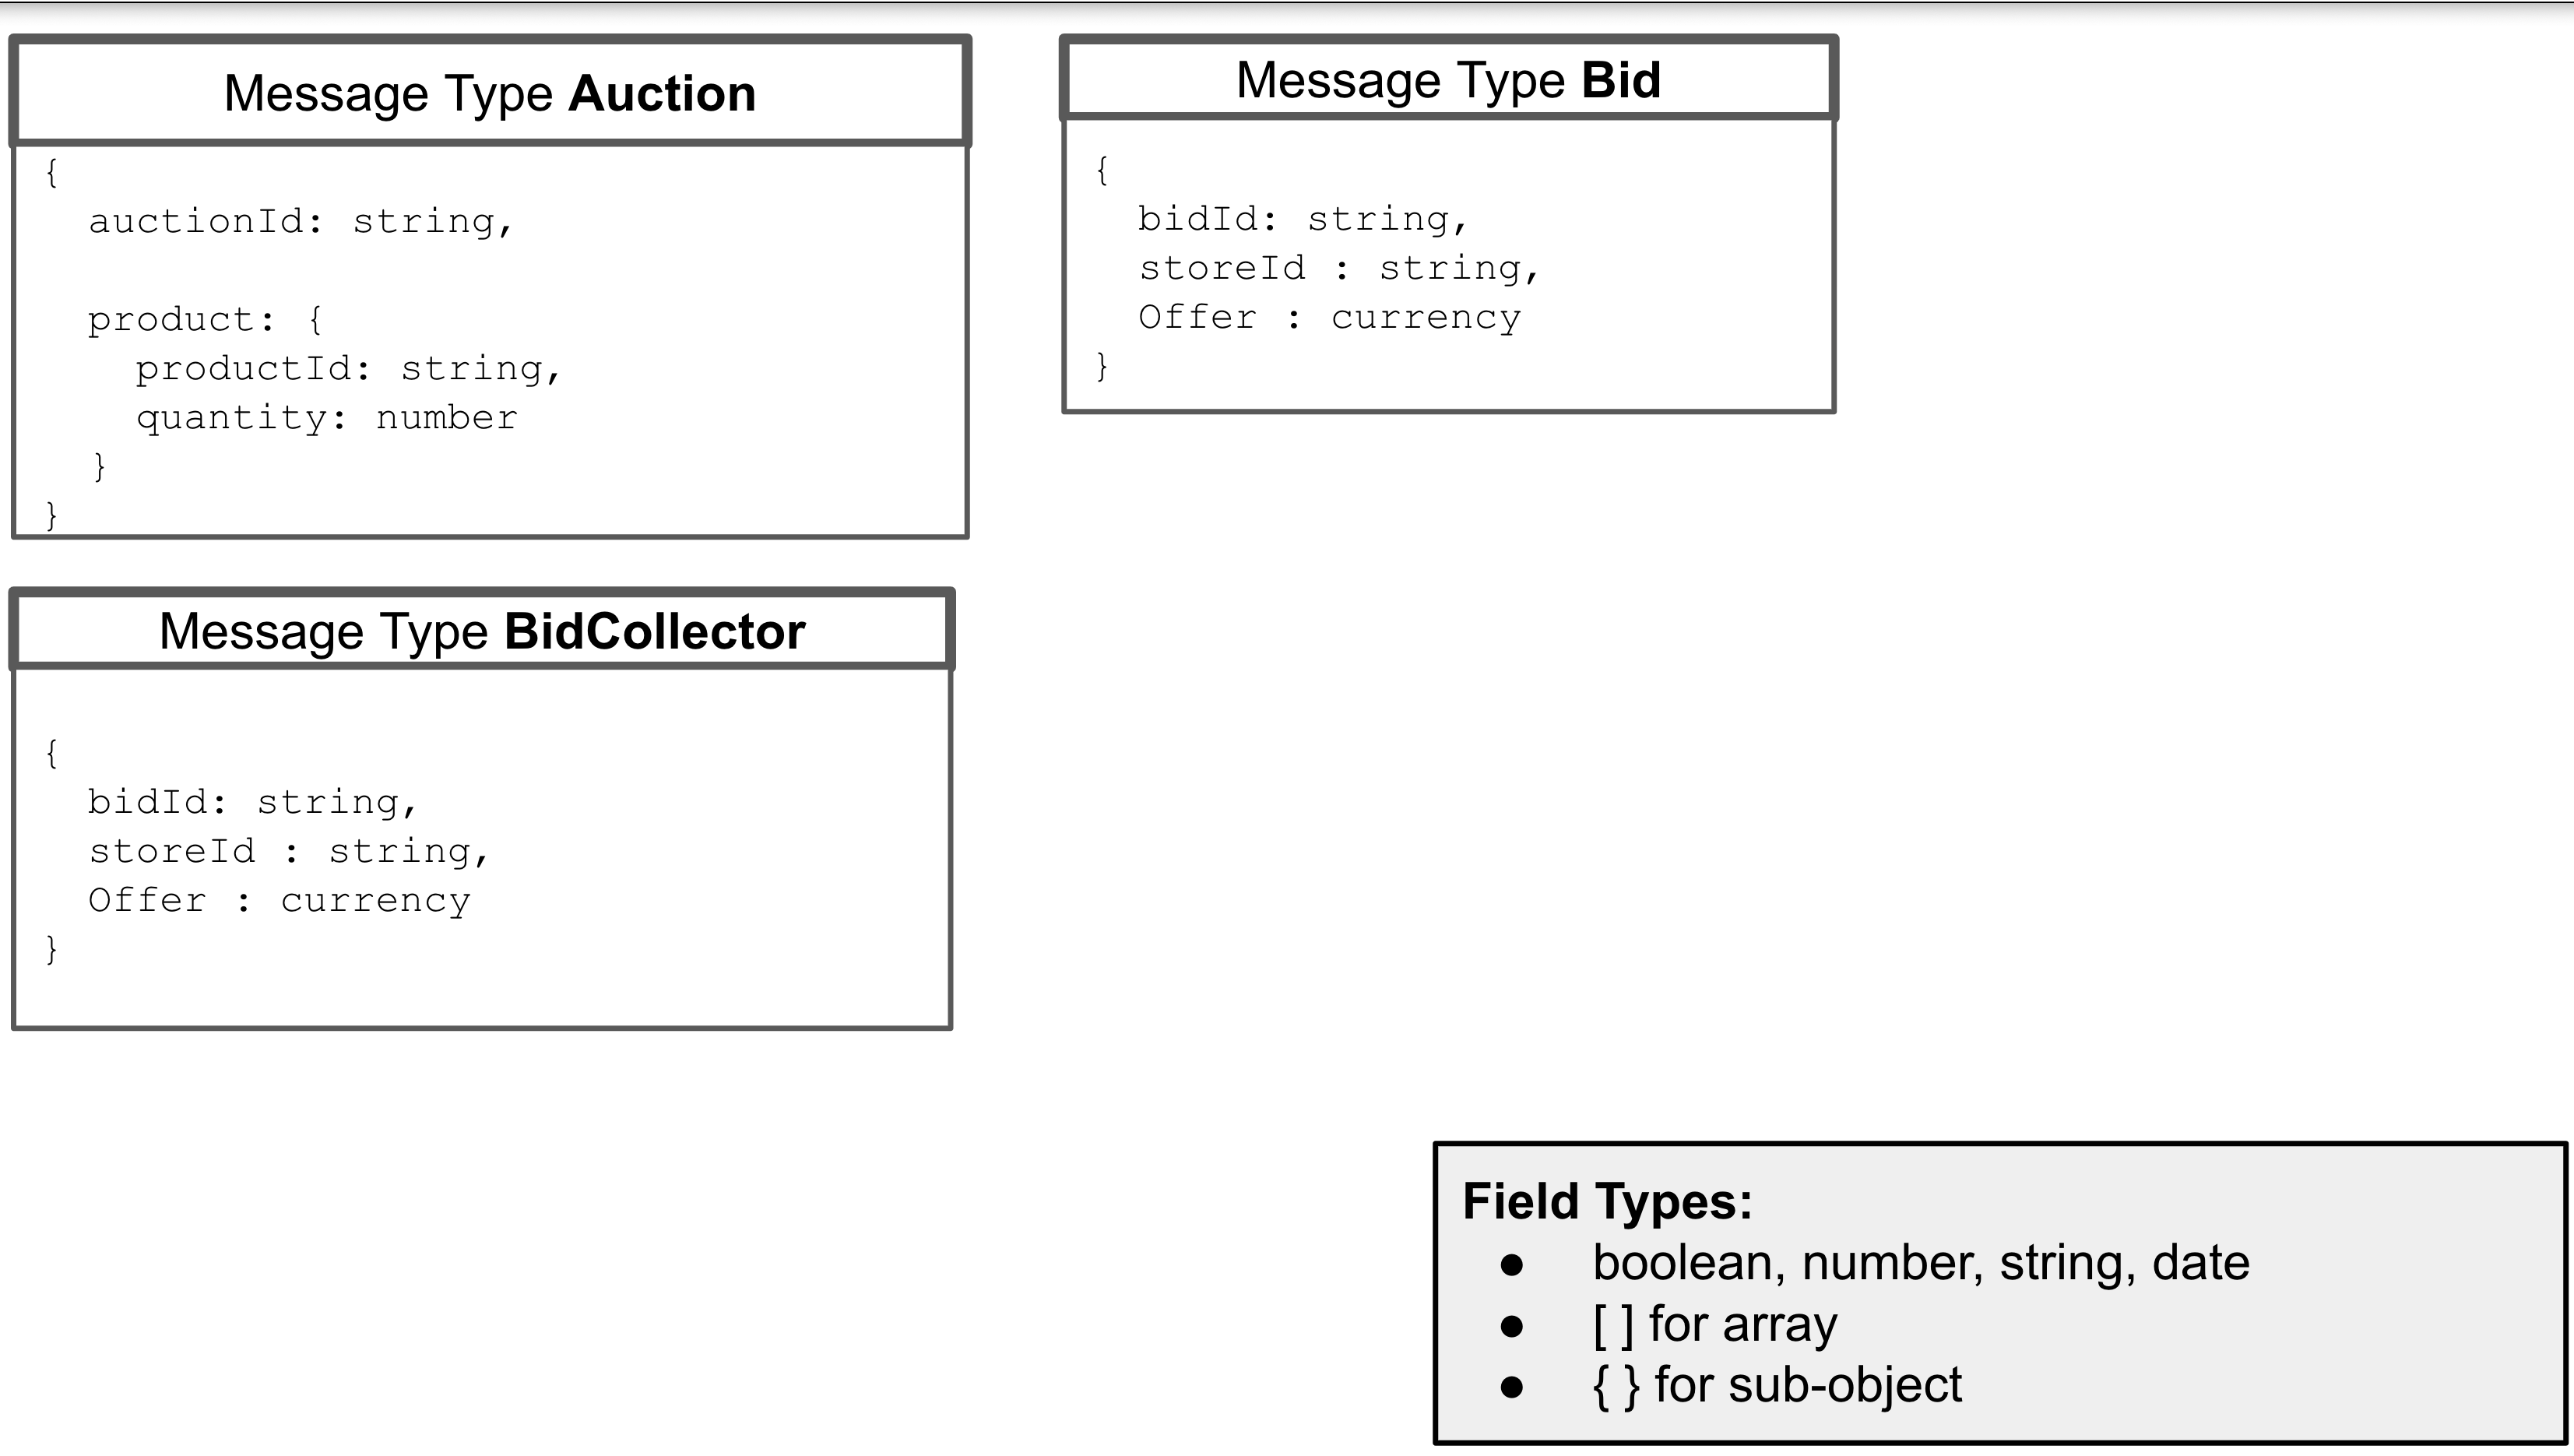 Message Type Auction
{
auctionId: string,
product: {
productId: string,
quantity: number
}
}
Message Type Bid
{
bidId: string,
storeId : string,
Offer : currency
}
Message Type BidCollector
{
bidId: string,
storeId : string,
Offer : currency
}
Field Types:
● boolean, number, string, date
● [ ] for array
● { } for sub-object